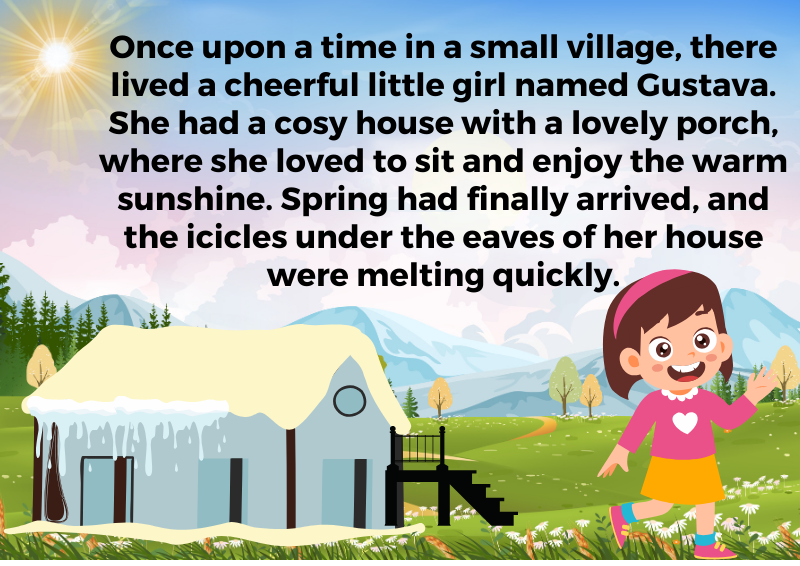 Once upon a time in a small village, there
lived a cheerful little girl named Gustava.
She had a cosy house with a lovely porch,
where she loved to sit and enjoy the warm
sunshine. Spring had finally arrived, and
the icicles under the eaves of her house
were melting quickly.